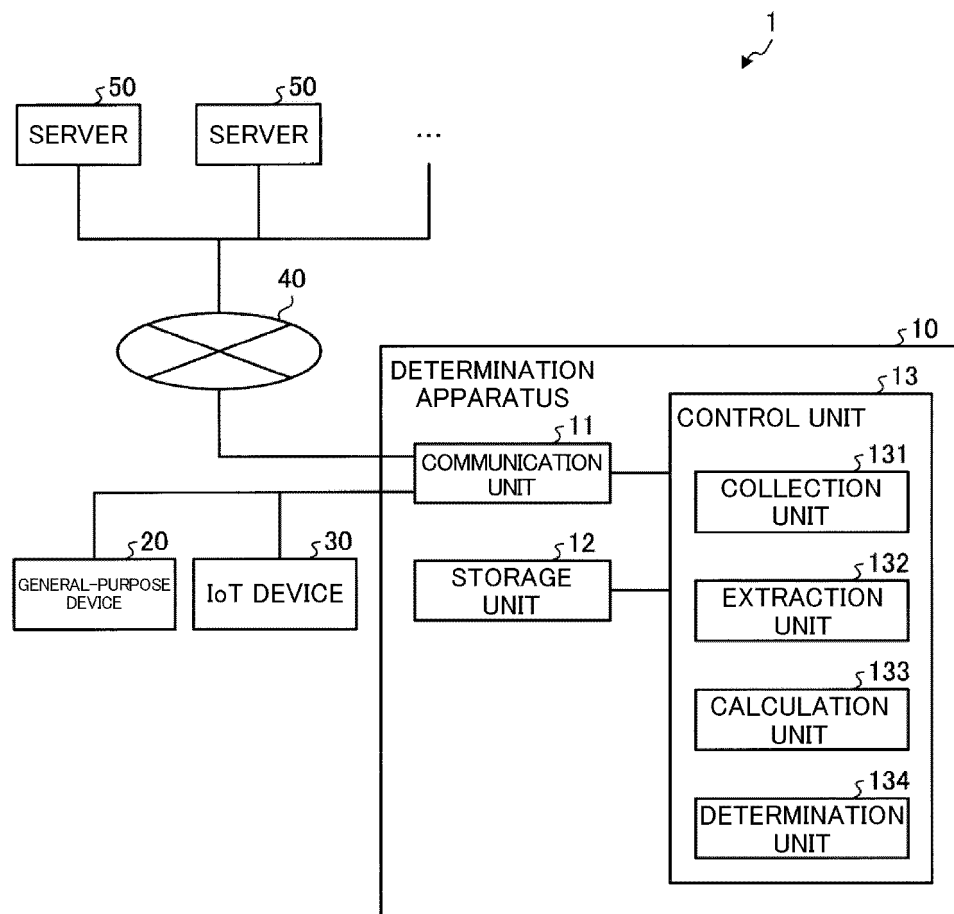 1
50
50
SERVER
SERVER
...
40
10
DETERMINATION
APPARATUS
13
CONTROL UNIT
11
COMMUNICATION
UNIT
131
COLLECTION
UNIT
20
GENERAL-PURPOSE
DEVICE
30
IoT DEVICE
12
STORAGE
UNIT
132
EXTRACTION
UNIT
133
CALCULATION
UNIT
134
DETERMINATION
UNIT